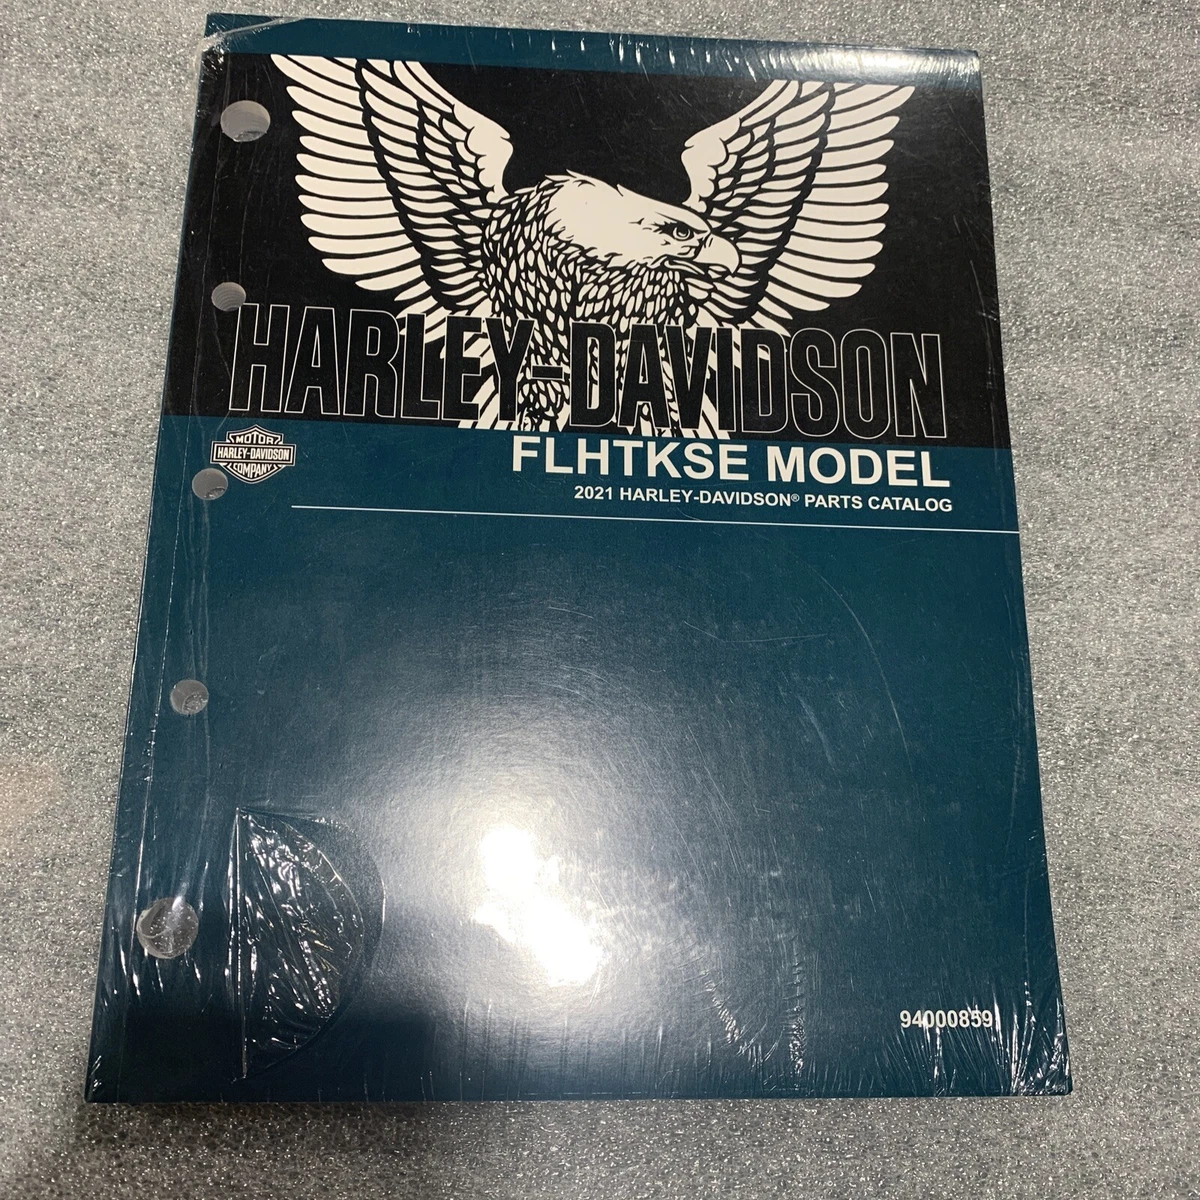 HARLEY-DAVIDSON
MOTOR
HARLEY-DAVIDSON
COMPANY
FLHTKSE MODEL
2021 HARLEY-DAVIDSON® PARTS CATALOG
94000859